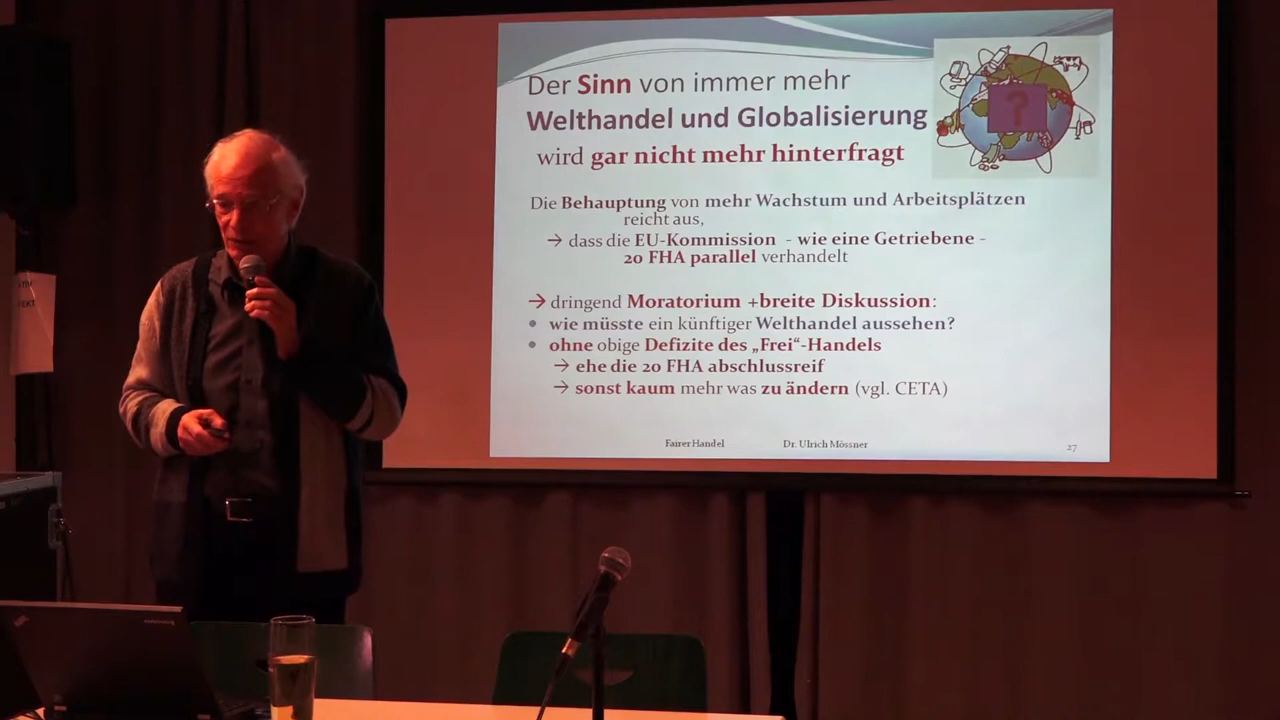 Der Sinn von immer mehr
Welthandel und Globalisierung
wird gar nicht mehr hinterfragt
?
Die Behauptung von mehr Wachstum und Arbeitsplätzen
reicht aus,
→ dass die EU-Kommission - wie eine Getriebene -
20 FHA parallel verhandelt
→ dringend Moratorium +breite Diskussion:
• wie müsste ein künftiger Welthandel aussehen?
• ohne obige Defizite des „Frei“-Handels
→ ehe die 20 FHA abschlussreif
→ sonst kaum mehr was zu ändern (vgl. CETA)
Fairer Handel Dr. Ulrich Mössner 27